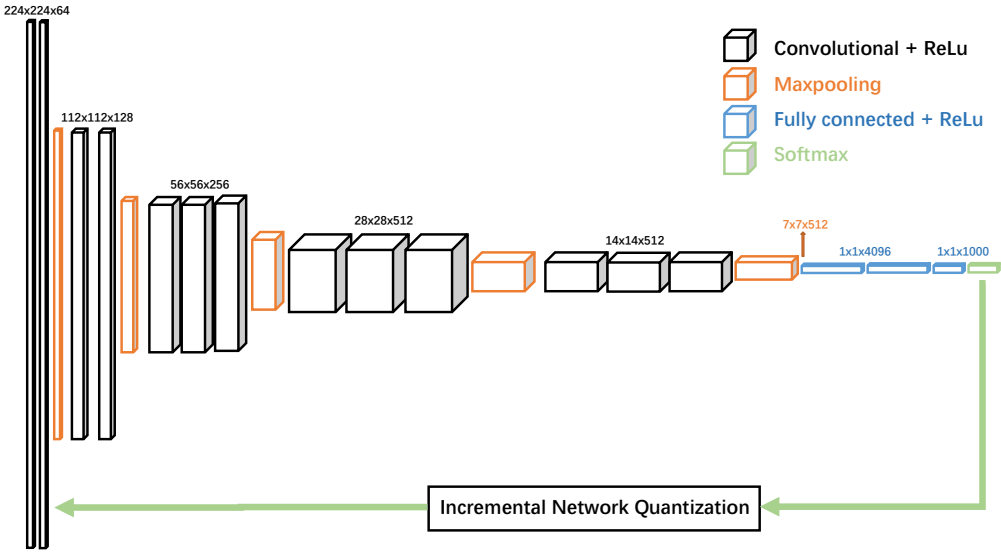 224x224x64
Convolutional + ReLu
Maxpooling
112x112x128
Fully connected + ReLu
Softmax
56x56x256
28x28x512
7x7x512
14x14x512
1x1x4096
1x1x1000
Incremental Network Quantization